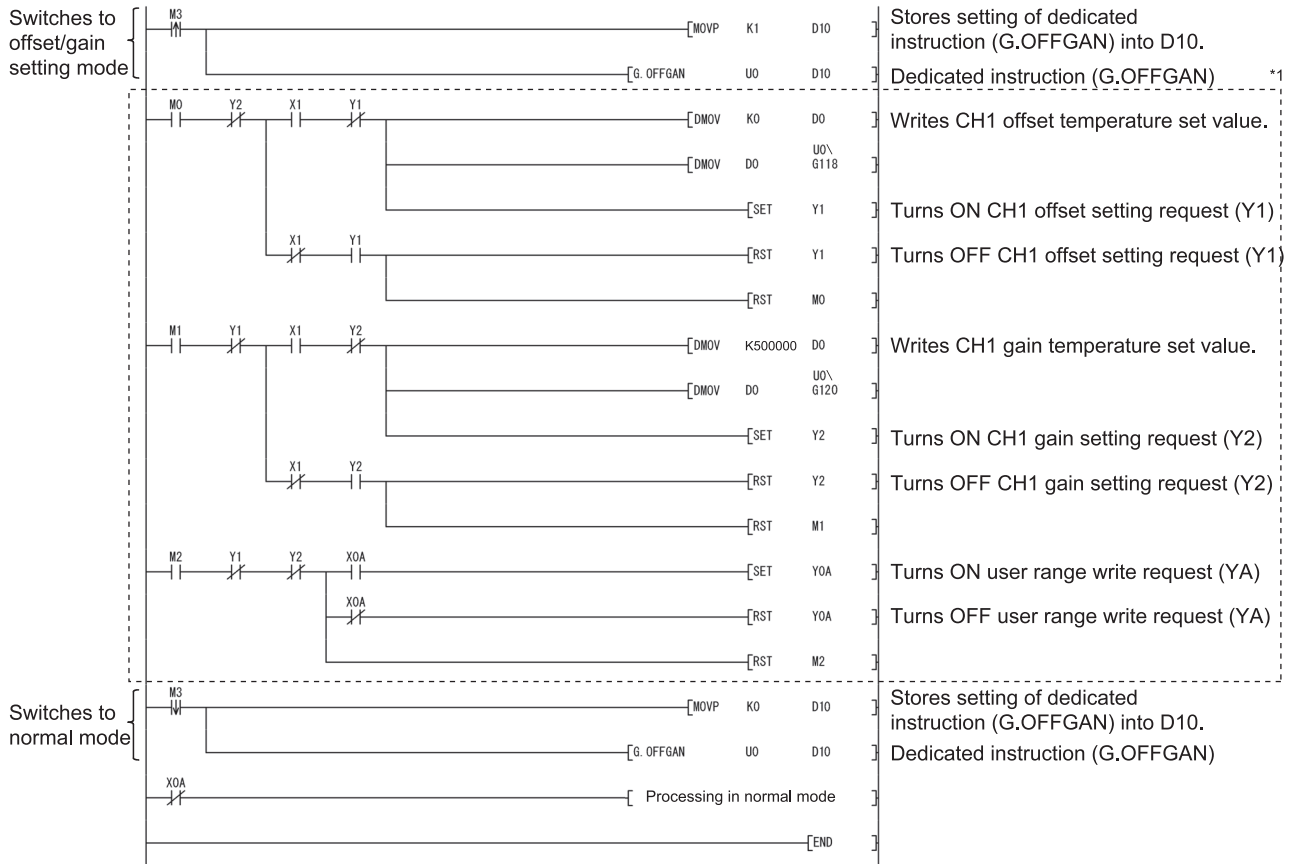 Switches to
offset/gain
setting mode
M3
MOVP K1 D10
Stores setting of dedicated
instruction (G.OFFGAN) into D10.
G. OFFGAN U0 D10
Dedicated instruction (G.OFFGAN) *1
M0 Y2 X1 Y1
DMOV K0 D0
Writes CH1 offset temperature set value.
U0\
DMOV D0 G118
SET Y1
Turns ON CH1 offset setting request (Y1)
X1 Y1
RST Y1
Turns OFF CH1 offset setting request (Y1)
RST M0
M1 Y1 X1 Y2
DMOV K500000 D0
Writes CH1 gain temperature set value.
U0\
DMOV D0 G120
SET Y2
Turns ON CH1 gain setting request (Y2)
X1 Y2
RST Y2
Turns OFF CH1 gain setting request (Y2)
RST M1
M2 Y1 Y2 X0A
SET Y0A
Turns ON user range write request (YA)
X0A
RST Y0A
Turns OFF user range write request (YA)
RST M2
Switches to
normal mode
M3
MOVP K0 D10
Stores setting of dedicated
instruction (G.OFFGAN) into D10.
G. OFFGAN U0 D10
Dedicated instruction (G.OFFGAN)
X0A
Processing in normal mode
END